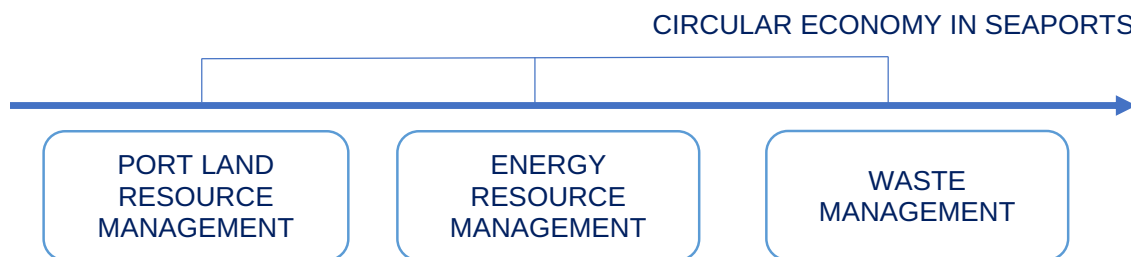 CIRCULAR ECONOMY IN SEAPORTS
PORT LAND
RESOURCE
MANAGEMENT
ENERGY
RESOURCE
MANAGEMENT
WASTE
MANAGEMENT